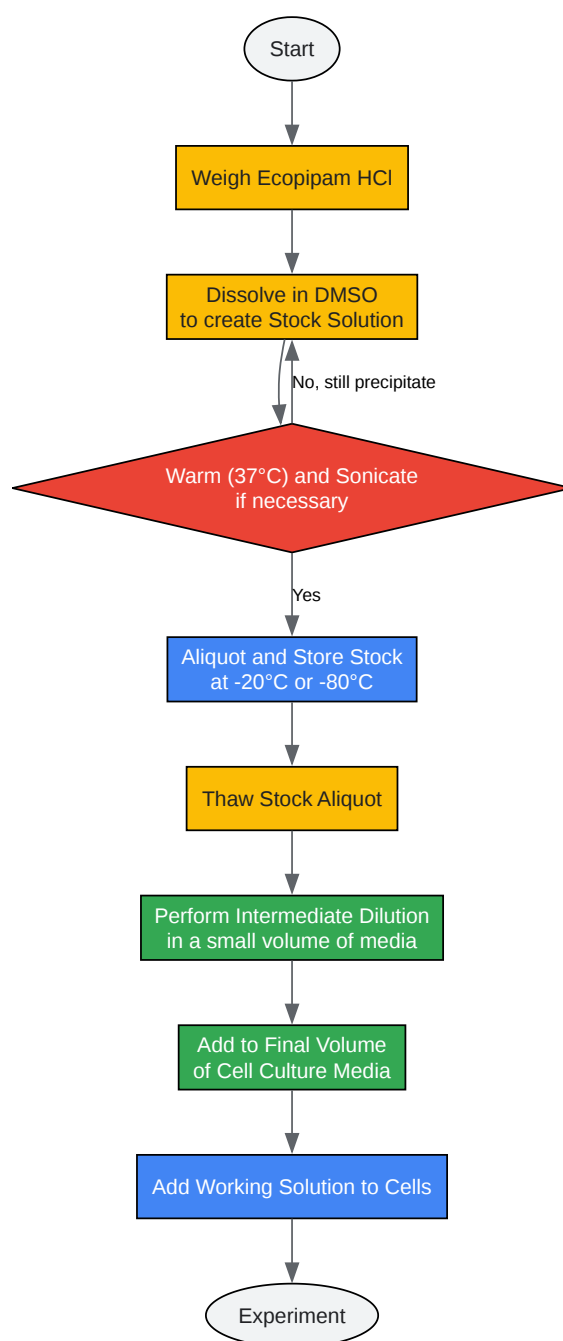 Start
Weigh Ecopipam HCl
Dissolve in DMSO
to create Stock Solution
No, still precipitate
Warm (37°C) and Sonicate
if necessary
Yes
Aliquot and Store Stock
at -20°C or -80°C
Thaw Stock Aliquot
Perform Intermediate Dilution
in a small volume of media
Add to Final Volume
of Cell Culture Media
Add Working Solution to Cells
Experiment